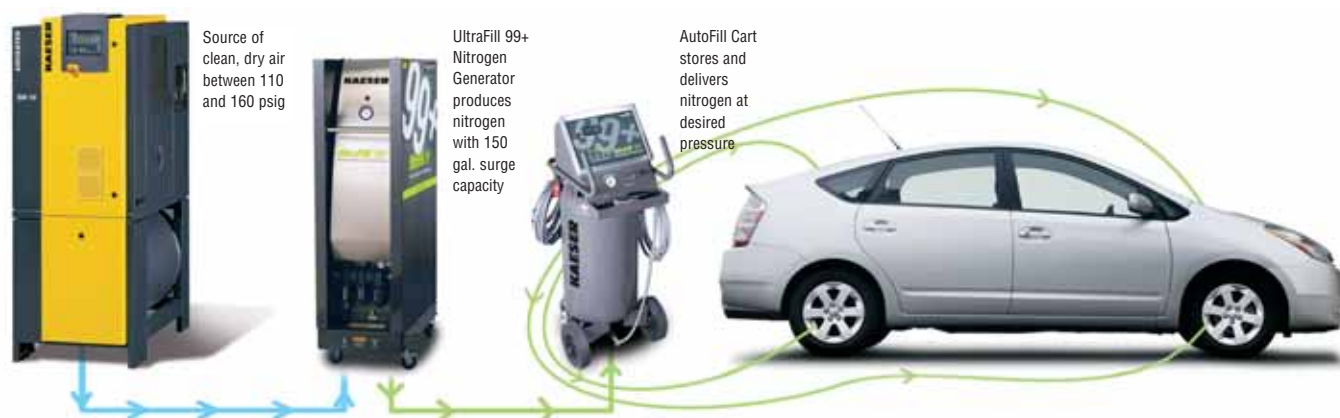 KAESER
Source of
clean, dry air
between 110
and 160 psig
KAESER
99+
UltraFill 99+
Nitrogen
Generator
produces
nitrogen
with 150
gal. surge
capacity
99+
KAESER
AutoFill Cart
stores and
delivers
nitrogen at
desired
pressure